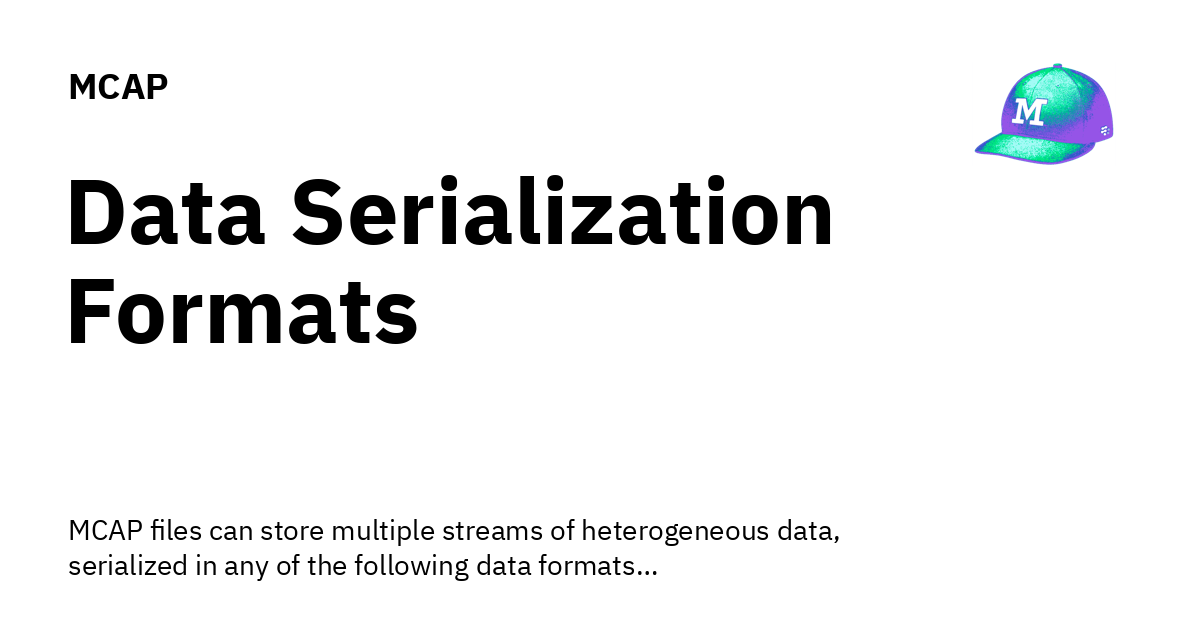 MCAP
M
Data Serialization
Formats
MCAP files can store multiple streams of heterogeneous data,
serialized in any of the following data formats...